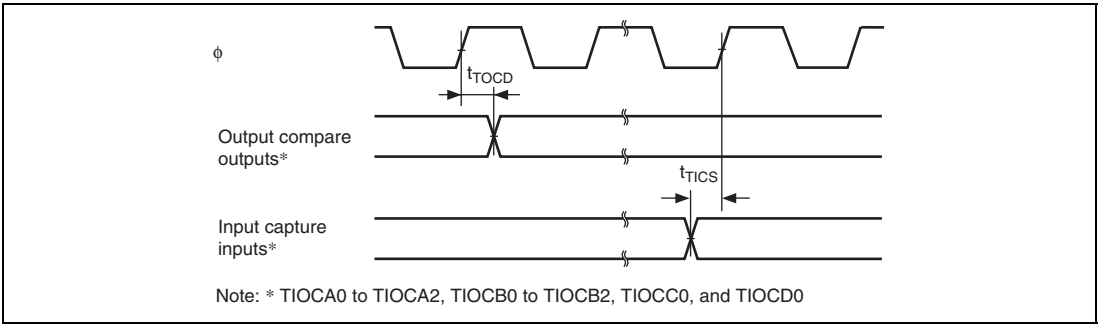 ϕ
tTOCD
Output compare
outputs*
tTICS
Input capture
inputs*
Note: * TIOCA0 to TIOCA2, TIOCB0 to TIOCB2, TIOCC0, and TIOCD0